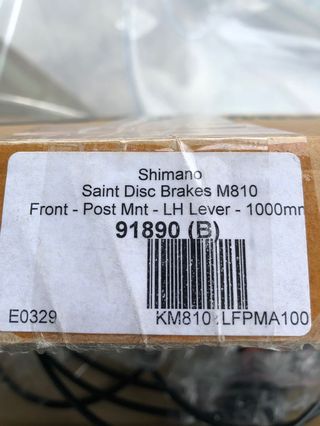 Shimano
Saint Disc Brakes M810
Front - Post Mnt - LH Lever - 1000mm
91890 (B)
E0329
KM810 LFPMA100